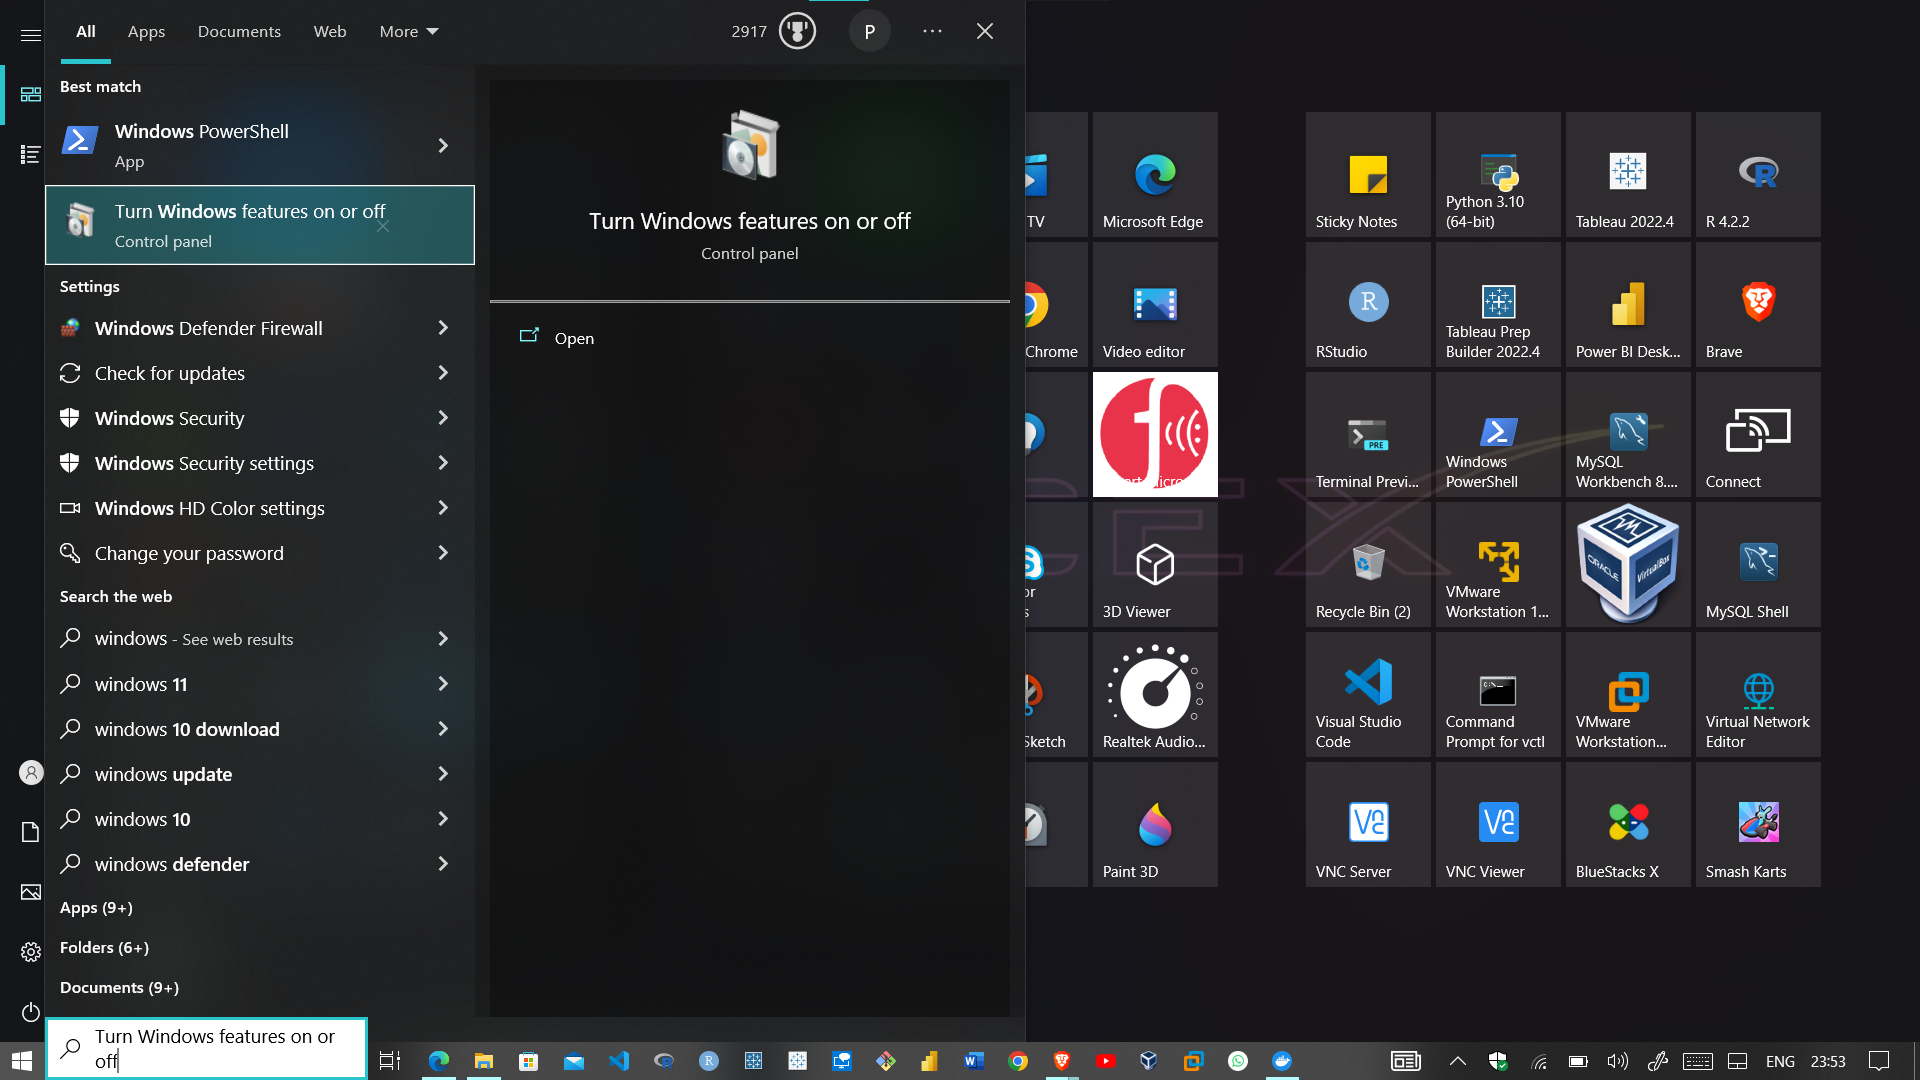 All
Apps
Documents
Web
More
2917
P
Best match
Windows PowerShell
App
Turn Windows features on or off
Control panel
Settings
Windows Defender Firewall
Check for updates
Windows Security
Windows Security settings
Windows HD Color settings
Change your password
Search the web
windows - See web results
windows 11
windows 10 download
windows update
windows 10
windows defender
Apps (9+)
Folders (6+)
Documents (9+)
Turn Windows features on or
off
Turn Windows features on or off
Control panel
Open
TV
Microsoft Edge
Chrome
Video editor
3D Viewer
Sketch
Realtek Audio...
Paint 3D
Sticky Notes
Python 3.10
(64-bit)
Tableau 2022.4
R 4.2.2
RStudio
Tableau Prep
Builder 2022.4
Power BI Desk...
Brave
Terminal Previ...
PRE
Windows
PowerShell
MySQL
Workbench 8....
Connect
Recycle Bin (2)
VMware
Workstation 1...
ORACLE
VirtualBox
MySQL Shell
Visual Studio
Code
Command
Prompt for vctl
VMware
Workstation...
Virtual Network
Editor
VNC Server
VNC Viewer
BlueStacks X
Smash Karts
ENG
23:53